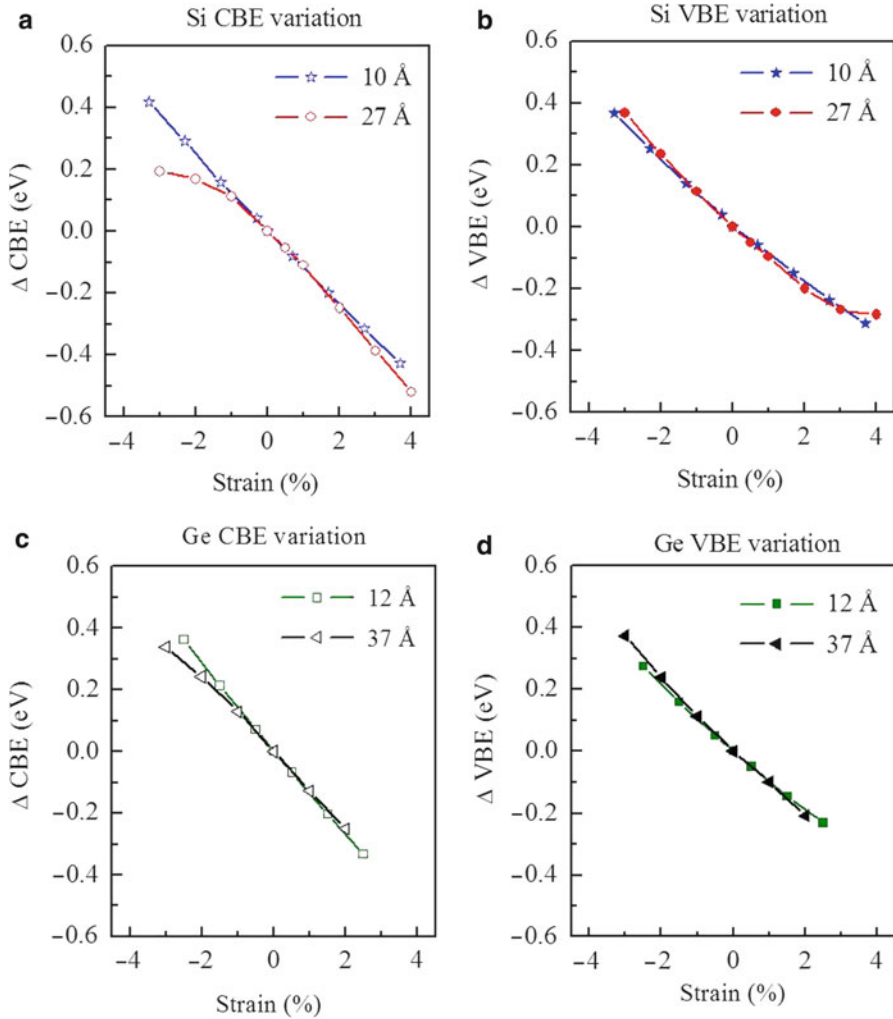 a
Si CBE variation
0.6
0.4
0.2
0.0
−0.2
−0.4
−0.6
Δ CBE (eV)
10 Å
27 Å
−4 −2 0 2 4
Strain (%)
b
Si VBE variation
0.6
0.4
0.2
0.0
−0.2
−0.4
−0.6
Δ VBE (eV)
10 Å
27 Å
−4 −2 0 2 4
Strain (%)
c
Ge CBE variation
0.6
0.4
0.2
0.0
−0.2
−0.4
−0.6
Δ CBE (eV)
12 Å
37 Å
−4 −2 0 2 4
Strain (%)
d
Ge VBE variation
0.6
0.4
0.2
0.0
−0.2
−0.4
−0.6
Δ VBE (eV)
12 Å
37 Å
−4 −2 0 2 4
Strain (%)